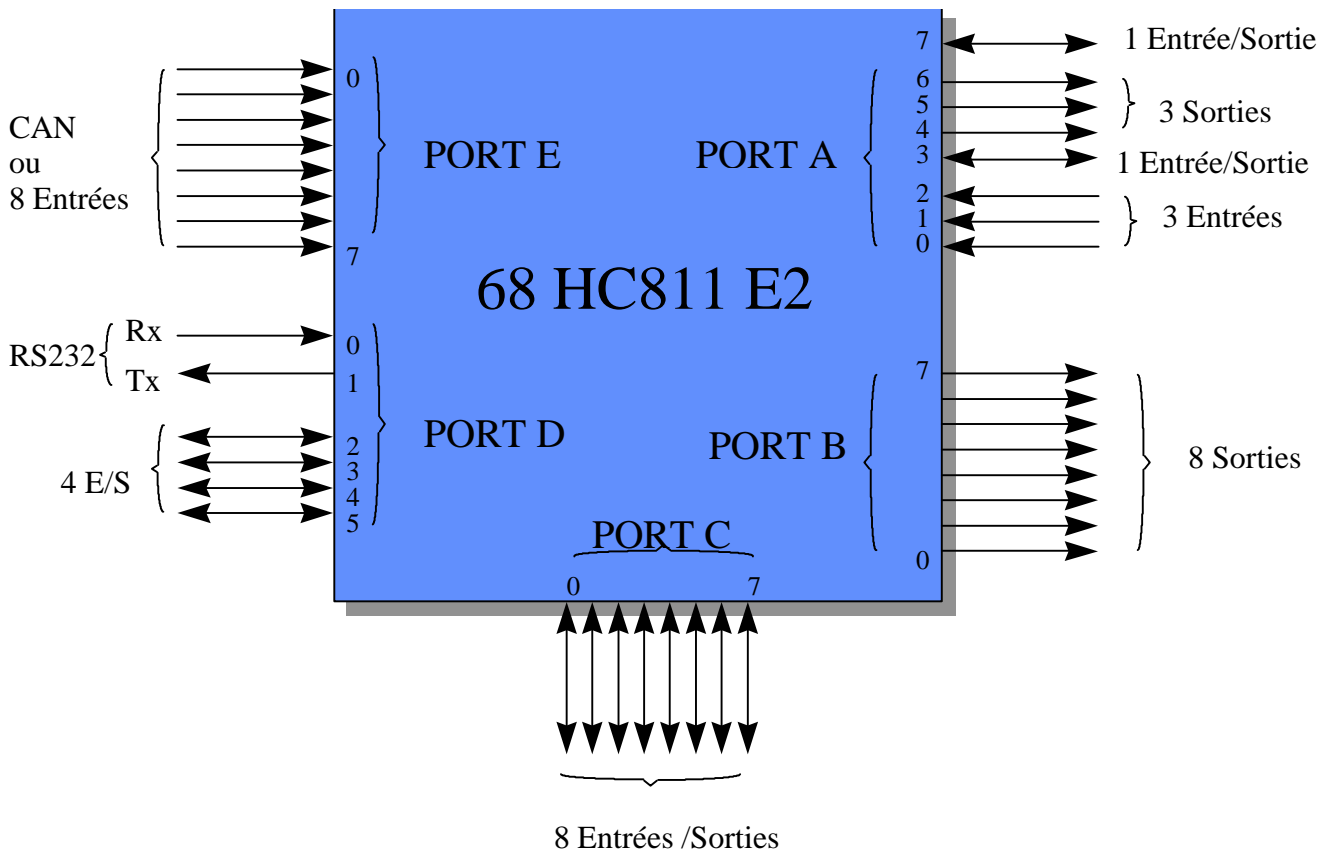 CAN
ou
8 Entrées
0
7
PORT E
RS232
Rx
Tx
0
1
4 E/S
2
3
4
5
PORT D
68 HC811 E2
PORT A
7
6
5
4
3
2
1
0
1 Entrée/Sortie
3 Sorties
1 Entrée/Sortie
3 Entrées
PORT B
7
0
8 Sorties
PORT C
0 7
8 Entrées /Sorties